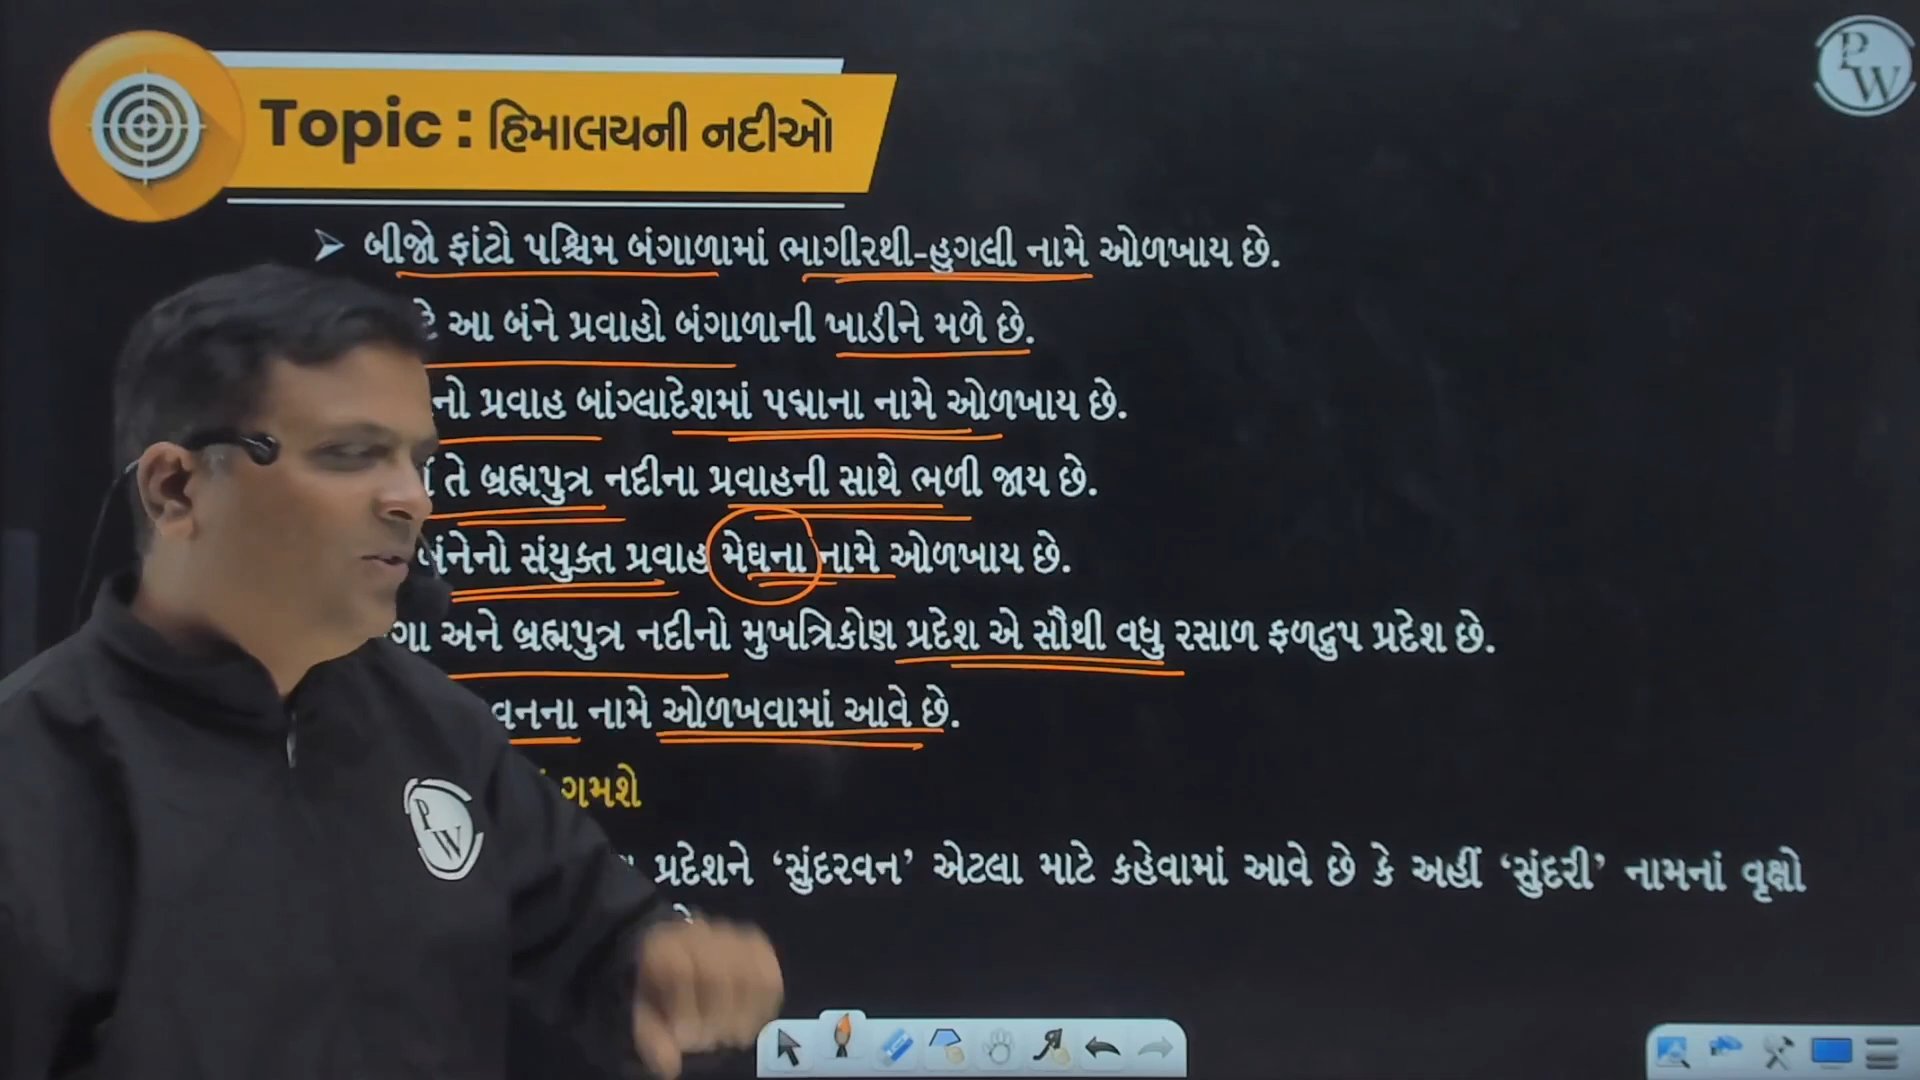 PW
Topic : હિમાલયની નદીઓ
બીજો ફાંટો પશ્ચિમ બંગાળામાં ભાગીરથી-હુગલી નામે ઓળખાય છે.
આ બંને પ્રવાહો બંગાળાની ખાડીને મળે છે.
પ્રવાહ બાંગ્લાદેશમાં પદ્માના નામે ઓળખાય છે.
તે બ્રહ્મપુત્ર નદીના પ્રવાહની સાથે ભળી જાય છે.
બંનેનો સંયુક્ત પ્રવાહ મેઘના નામે ઓળખાય છે.
અને બ્રહ્મપુત્ર નદીનો મુખત્રિકોણ પ્રદેશ એ સૌથી વધુ રસાળ ફળદ્રુપ પ્રદેશ છે.
નામે ઓળખવામાં આવે છે.
ગમશે
પ્રદેશને ‘સુંદરવન’ એટલા માટે કહેવામાં આવે છે કે અહીં ‘સુંદરી’ નામનાં વૃક્ષો
PW